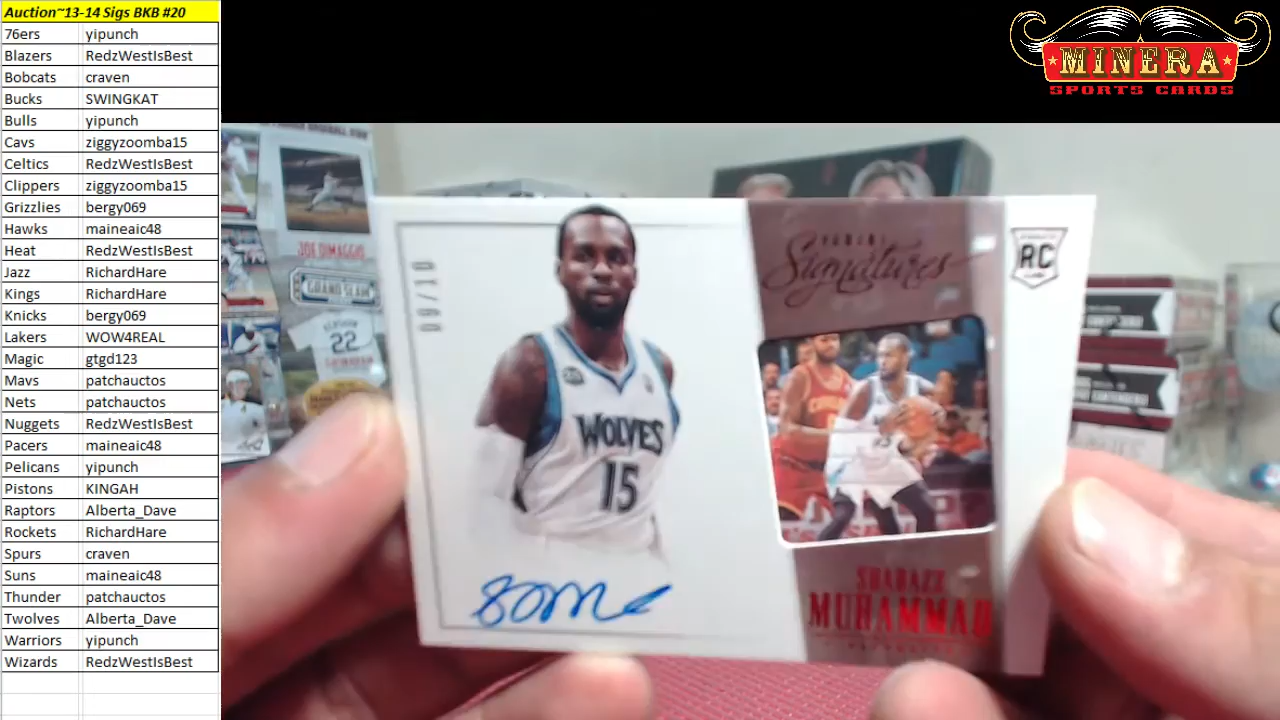 Auction~13-14 Sigs BKB #20
76ers yipunch
Blazers RedzWestIsBest
Bobcats craven
Bucks SWINGKAT
Bulls yipunch
Cavs ziggyzoomba15
Celtics RedzWestIsBest
Clippers ziggyzoomba15
Grizzlies bergy069
Hawks maineaic48
Heat RedzWestIsBest
Jazz RichardHare
Kings RichardHare
Knicks bergy069
Lakers WOW4REAL
Magic gtgd123
Mavs patchauctos
Nets patchauctos
Nuggets RedzWestIsBest
Pacers maineaic48
Pelicans yipunch
Pistons KINGAH
Raptors Alberta_Dave
Rockets RichardHare
Spurs craven
Suns maineaic48
Thunder patchauctos
Twolves Alberta_Dave
Warriors yipunch
Wizards RedzWestIsBest
MINERA
SPORTS CARDS
JOE DIMAGGIO
GRAND SLAM
22
09/10
WOLVES
15
PANINI
Signatures
RC
SHABAZZ
MUHAMMAD